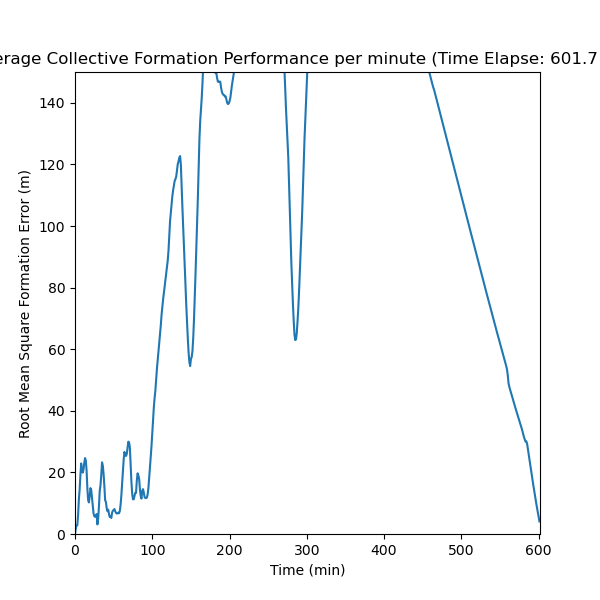 erage Collective Formation Performance per minute (Time Elapse: 601.7
Root Mean Square Formation Error (m)
140
120
100
80
60
40
20
0
0 100 200 300 400 500 600
Time (min)